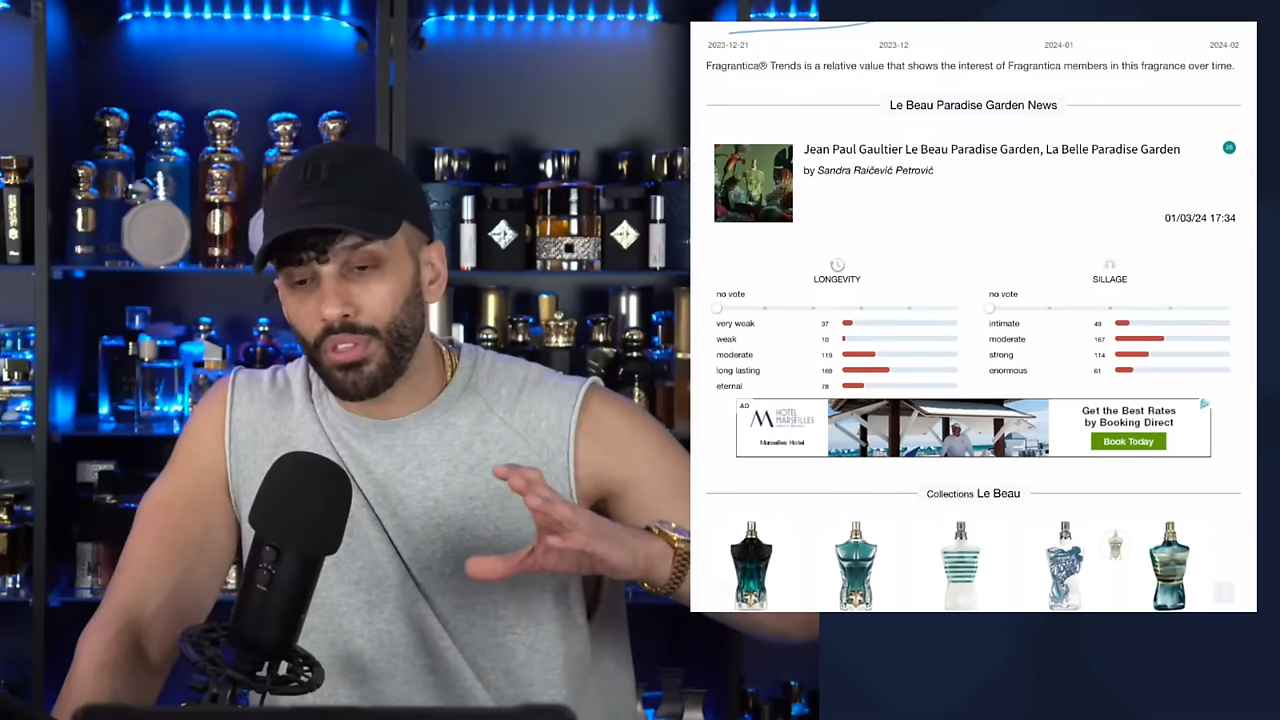 2023-12-21
2023-12
2024-01
2024-02
Fragrantica® Trends is a relative value that shows the interest of Fragrantica members in this fragrance over time.
Le Beau Paradise Garden News
Jean Paul Gaultier Le Beau Paradise Garden, La Belle Paradise Garden
by Sandra Raičević Petrović
01/03/24 17:34
LONGEVITY
no vote
very weak 37
weak 10
moderate 119
long lasting 169
eternal 78
SILLAGE
no vote
intimate 49
moderate 167
strong 114
enormous 61
AD
HOTEL
MARSEILLES
Marseilles Hotel
Get the Best Rates
by Booking Direct
Book Today
Collections Le Beau